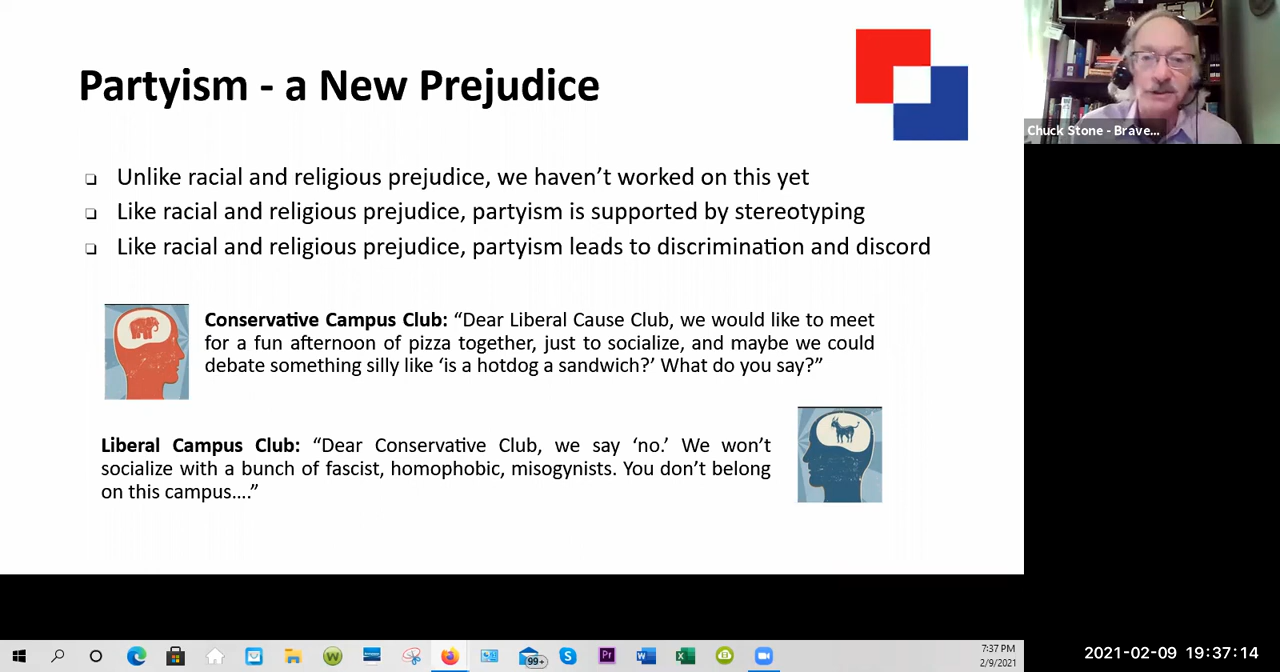 Partyism - a New Prejudice
Unlike racial and religious prejudice, we haven’t worked on this yet
Like racial and religious prejudice, partyism is supported by stereotyping
Like racial and religious prejudice, partyism leads to discrimination and discord
Conservative Campus Club: “Dear Liberal Cause Club, we would like to meet
for a fun afternoon of pizza together, just to socialize, and maybe we could
debate something silly like ‘is a hotdog a sandwich?’ What do you say?”
Liberal Campus Club: “Dear Conservative Club, we say ‘no.’ We won’t
socialize with a bunch of fascist, homophobic, misogynists. You don’t belong
on this campus....”
Chuck Stone - Brave...
W
99+
S
Pr
W
X
7:37 PM
2/9/2021
2021-02-09 19:37:14